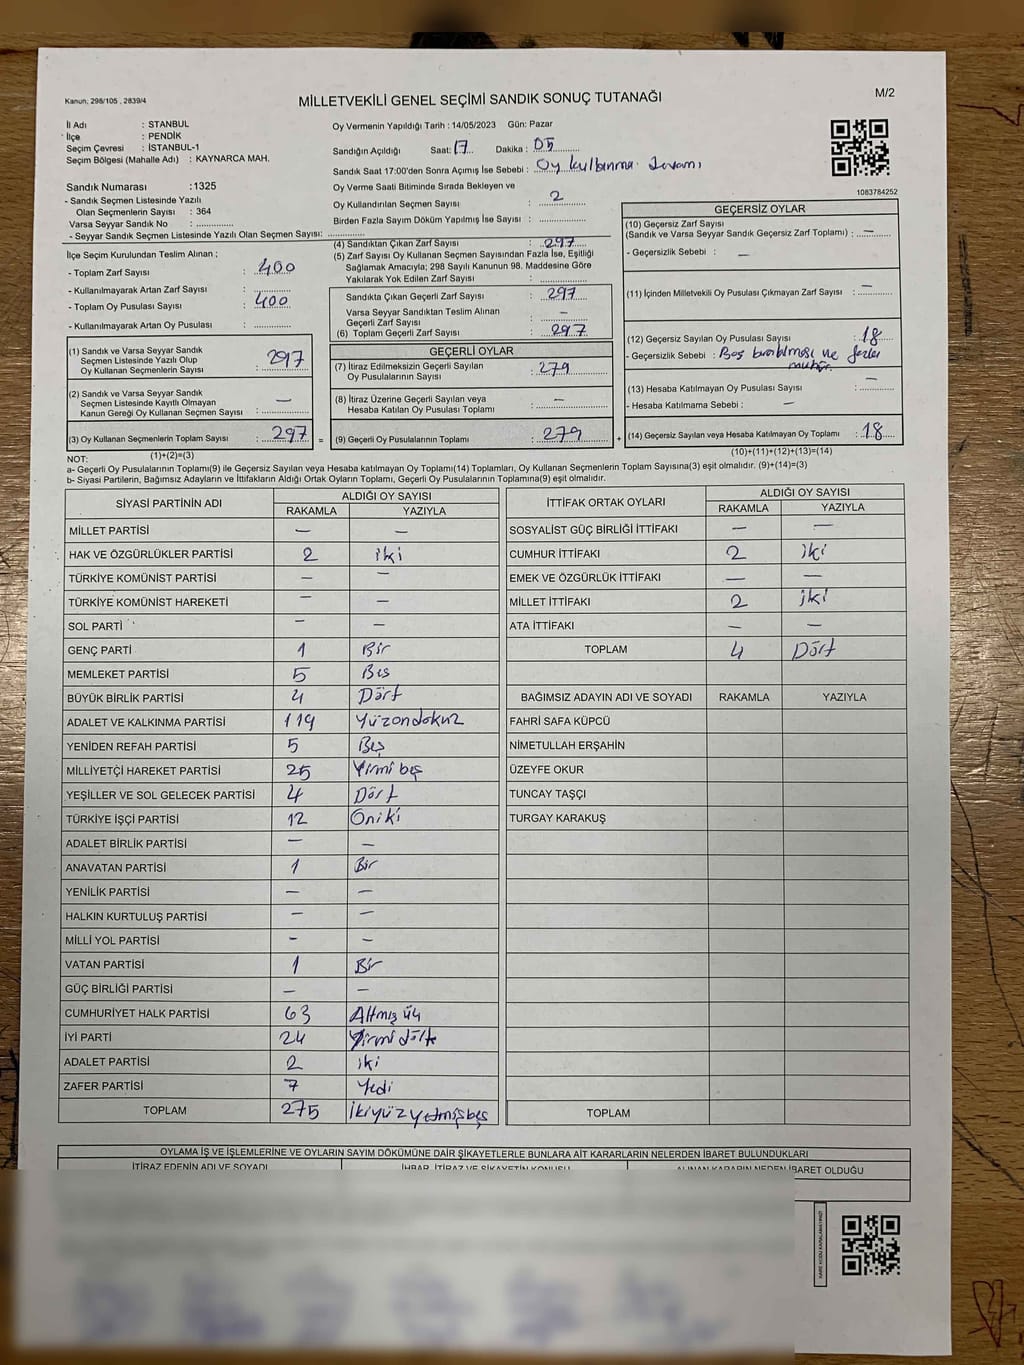 Kanun; 298/105 , 2839/4
MİLLETVEKİLİ GENEL SEÇİMİ SANDIK SONUÇ TUTANAĞI
M/2
İl Adı : STANBUL
İlçe : PENDİK
Seçim Çevresi : İSTANBUL-1
Seçim Bölgesi (Mahalle Adı) : KAYNARCA MAH.
Sandık Numarası :1325
- Sandık Seçmen Listesinde Yazılı
Olan Seçmenlerin Sayısı : 364
Varsa Seyyar Sandık No : ..............
- Seyyar Sandık Seçmen Listesinde Yazılı Olan Seçmen Sayısı: ..............
Oy Vermenin Yapıldığı Tarih : 14/05/2023 Gün: Pazar
Sandığın Açıldığı Saat: 17 Dakika : 05
Sandık Saat 17:00'den Sonra Açımış İse Sebebi : Oy kullanma devamı
Oy Verme Saati Bitiminde Sırada Bekleyen ve
Oy Kullandırılan Seçmen Sayısı : 2
Birden Fazla Sayım Döküm Yapılmış İse Sayısı : ..............
1083784252
İlçe Seçim Kurulundan Teslim Alınan ;
- Toplam Zarf Sayısı : 400
- Kullanılmayarak Artan Zarf Sayısı : ..............
- Toplam Oy Pusulası Sayısı : 400
- Kullanılmayarak Artan Oy Pusulası : ..............
(1) Sandık ve Varsa Seyyar Sandık
Seçmen Listesinde Yazılı Olup
Oy Kullanan Seçmenlerin Sayısı : 297
(2) Sandık ve Varsa Seyyar Sandık
Seçmen Listesinde Kayıtlı Olmayan
Kanun Gereği Oy Kullanan Seçmen Sayısı : —
(3) Oy Kullanan Seçmenlerin Toplam Sayısı : 297 =
(1)+(2)=(3)
(4) Sandıktan Çıkan Zarf Sayısı : 297
(5) Zarf Sayısı Oy Kullanan Seçmen Sayısından Fazla İse, Eşitliği
Sağlamak Amacıyla; 298 Sayılı Kanunun 98. Maddesine Göre
Yakılarak Yok Edilen Zarf Sayısı : ..............
Sandıkta Çıkan Geçerli Zarf Sayısı : 297
Varsa Seyyar Sandıktan Teslim Alınan
Geçerli Zarf Sayısı : —
(6) Toplam Geçerli Zarf Sayısı : 297
GEÇERLİ OYLAR
(7) İtiraz Edilmeksizin Geçerli Sayılan
Oy Pusulalarının Sayısı : 279
(8) İtiraz Üzerine Geçerli Sayılan veya
Hesaba Katılan Oy Pusulası Toplamı : —
(9) Geçerli Oy Pusulalarının Toplamı : 279 +
GEÇERSİZ OYLAR
(10) Geçersiz Zarf Sayısı
(Sandık ve Varsa Seyyar Sandık Geçersiz Zarf Toplamı) : —
- Geçersizlik Sebebi : —
(11) İçinden Milletvekili Oy Pusulası Çıkmayan Zarf Sayısı : —
(12) Geçersiz Sayılan Oy Pusulası Sayısı : 18
- Geçersizlik Sebebi : Boş bırakılması ve fazla
mühür.
(13) Hesaba Katılmayan Oy Pusulası Sayısı : —
- Hesaba Katılmama Sebebi : —
(14) Geçersiz Sayılan veya Hesaba Katılmayan Oy Toplamı : 18
(10)+(11)+(12)+(13)=(14)
NOT:
a- Geçerli Oy Pusulalarının Toplamı(9) ile Geçersiz Sayılan veya Hesaba katılmayan Oy Toplamı(14) Toplamları, Oy Kullanan Seçmenlerin Toplam Sayısına(3) eşit olmalıdır. (9)+(14)=(3)
b- Siyasi Partilerin, Bağımsız Adayların ve İttifakların Aldığı Ortak Oyların Toplamı, Geçerli Oy Pusulalarının Toplamına(9) eşit olmalıdır.
SİYASİ PARTİNİN ADI ALDIĞI OY SAYISI
RAKAMLA YAZIYLA
MİLLET PARTİSİ — —
HAK VE ÖZGÜRLÜKLER PARTİSİ 2 iki
TÜRKİYE KOMÜNİST PARTİSİ — —
TÜRKİYE KOMÜNİST HAREKETİ — —
SOL PARTİ — —
GENÇ PARTİ 1 Bir
MEMLEKET PARTİSİ 5 Beş
BÜYÜK BİRLİK PARTİSİ 4 Dört
ADALET VE KALKINMA PARTİSİ 119 Yüzondokuz
YENİDEN REFAH PARTİSİ 5 Beş
MİLLİYETÇİ HAREKET PARTİSİ 25 Yirmi beş
YEŞİLLER VE SOL GELECEK PARTİSİ 4 Dört
TÜRKİYE İŞÇİ PARTİSİ 12 Oniki
ADALET BİRLİK PARTİSİ — —
ANAVATAN PARTİSİ 1 Bir
YENİLİK PARTİSİ — —
HALKIN KURTULUŞ PARTİSİ — —
MİLLİ YOL PARTİSİ — —
VATAN PARTİSİ 1 Bir
GÜÇ BİRLİĞİ PARTİSİ — —
CUMHURİYET HALK PARTİSİ 63 Altmış üç
İYİ PARTİ 24 Yirmi dört
ADALET PARTİSİ 2 iki
ZAFER PARTİSİ 7 Yedi
TOPLAM 275 İkiyüzyetmişbeş
İTTİFAK ORTAK OYLARI ALDIĞI OY SAYISI
RAKAMLA YAZIYLA
SOSYALİST GÜÇ BİRLİĞİ İTTİFAKI — —
CUMHUR İTTİFAKI 2 iki
EMEK VE ÖZGÜRLÜK İTTİFAKI — —
MİLLET İTTİFAKI 2 iki
ATA İTTİFAKI — —
TOPLAM 4 Dört
BAĞIMSIZ ADAYIN ADI VE SOYADI RAKAMLA YAZIYLA
FAHRİ SAFA KÜPCÜ
NİMETULLAH ERŞAHİN
ÜZEYFE OKUR
TUNCAY TAŞÇI
TURGAY KARAKUŞ
TOPLAM
OYLAMA İŞ VE İŞLEMLERİNE VE OYLARIN SAYIM DÖKÜMÜNE DAİR ŞİKAYETLERLE BUNLARA AİT KARARLARIN NELERDEN İBARET BULUNDUKLARI
İTİRAZ EDENİN ADI VE SOYADI İHBAR, İTİRAZ VE ŞİKAYETİN KONUSU ALINAN KARARIN NEDEN İBARET OLDUĞU